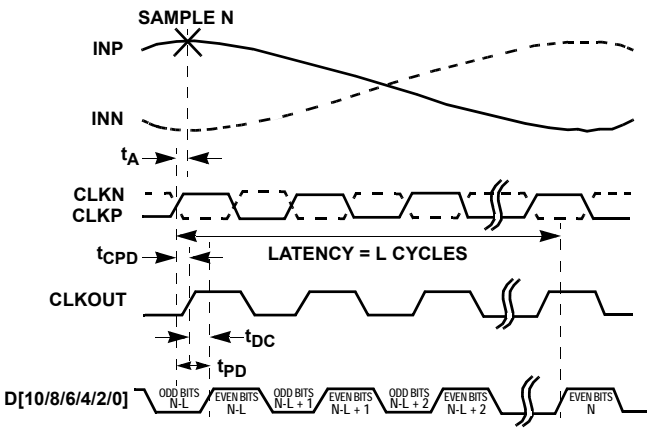 SAMPLE N
INP
INN
tA
CLKN
CLKP
LATENCY = L CYCLES
tCPD
CLKOUT
tDC
tPD
D[10/8/6/4/2/0]
ODD BITS
N-L
EVEN BITS
N-L
ODD BITS
N-L + 1
EVEN BITS
N-L + 1
ODD BITS
N-L + 2
EVEN BITS
N-L + 2
EVEN BITS
N